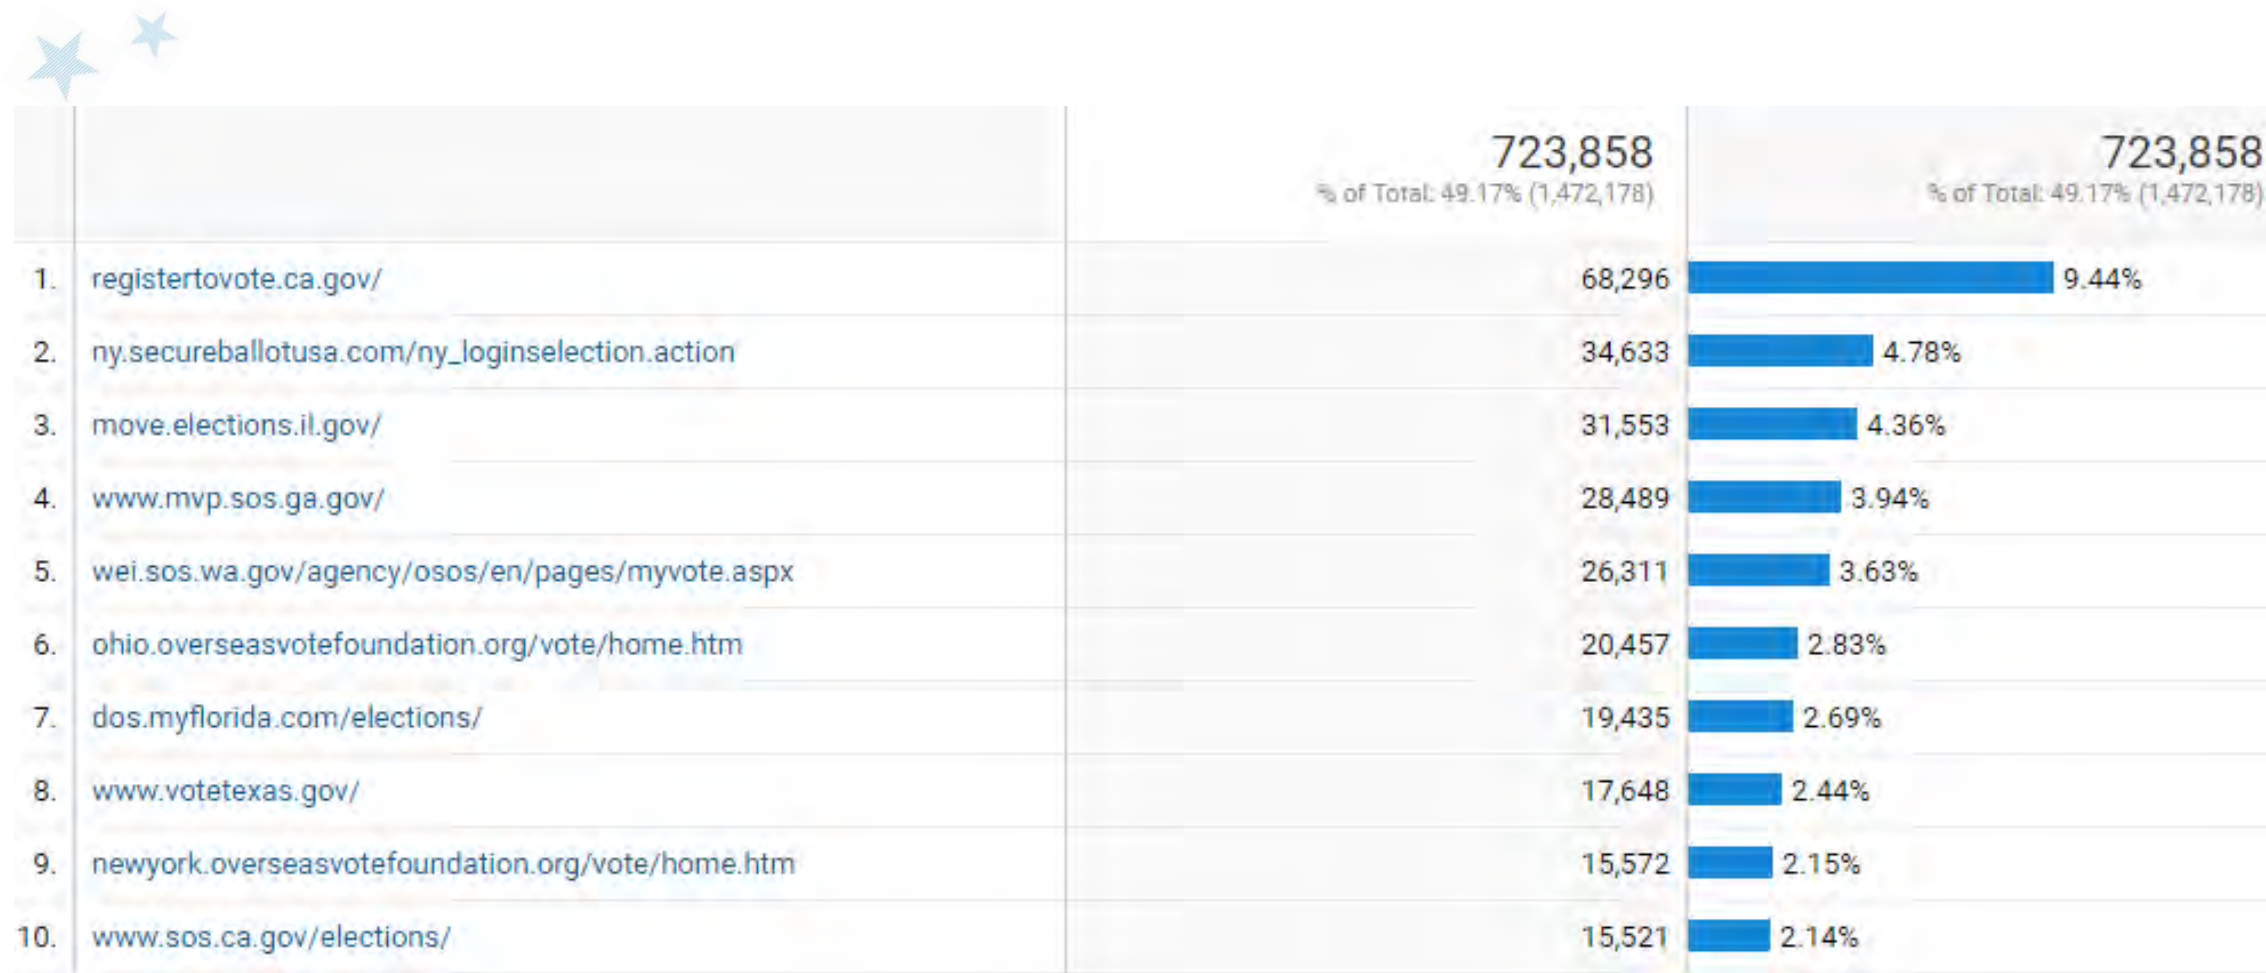 723,858 723,858
% of Total: 49.17% (1,472,178) % of Total: 49.17% (1,472,178)
1. registertovote.ca.gov/ 68,296 9.44%
2. ny.secureballotusa.com/ny_loginselection.action 34,633 4.78%
3. move.elections.il.gov/ 31,553 4.36%
4. www.mvp.sos.ga.gov/ 28,489 3.94%
5. wei.sos.wa.gov/agency/osos/en/pages/myvote.aspx 26,311 3.63%
6. ohio.overseasvotefoundation.org/vote/home.htm 20,457 2.83%
7. dos.myflorida.com/elections/ 19,435 2.69%
8. www.votetexas.gov/ 17,648 2.44%
9. newyork.overseasvotefoundation.org/vote/home.htm 15,572 2.15%
10. www.sos.ca.gov/elections/ 15,521 2.14%